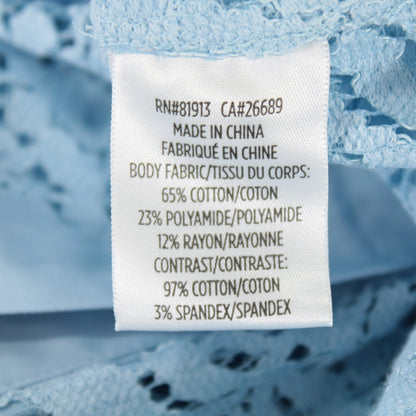 RN#81913 CA#26689
MADE IN CHINA
FABRIQUÉ EN CHINE
BODY FABRIC/TISSU DU CORPS:
65% COTTON/COTON
23% POLYAMIDE/POLYAMIDE
12% RAYON/RAYONNE
CONTRAST/CONTRASTE:
97% COTTON/COTON
3% SPANDEX/SPANDEX